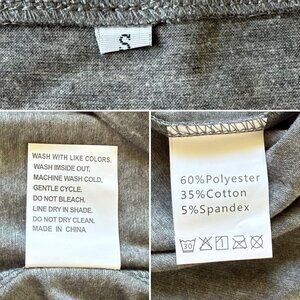 S
WASH WITH LIKE COLORS.
WASH IMSIDE OUT.
MACHINE WASH COLD.
GENTLE CYCLE.
DO NOT BLEACH.
LINE DRY IN SHADE.
DO NOT DRY CLEAN.
MADE IN CHINA
60%Polyester
35%Cotton
5%Spandex
30